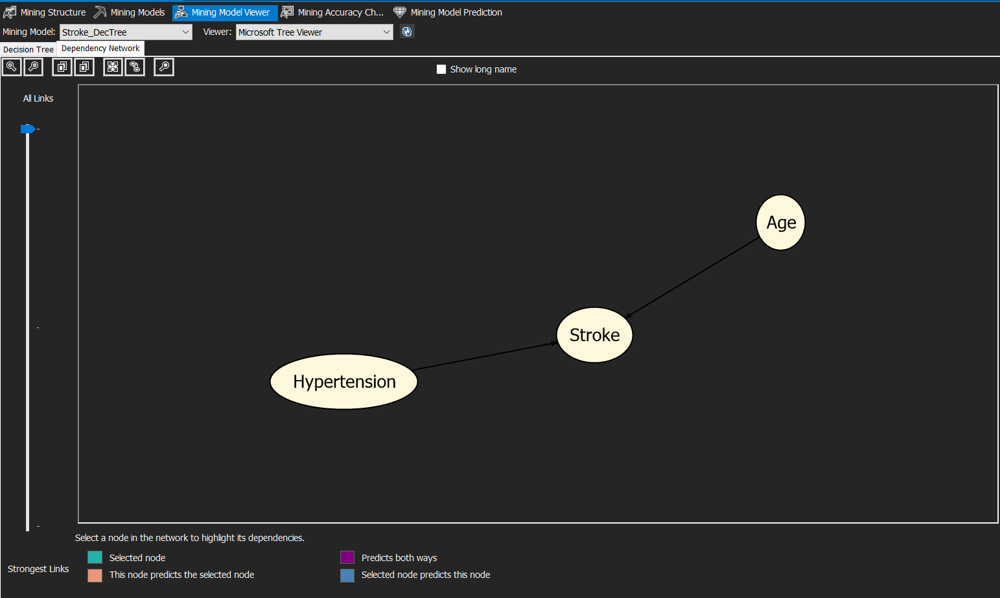 Mining Structure Mining Models Mining Model Viewer Mining Accuracy Ch... Mining Model Prediction
Mining Model: Stroke_DecTree Viewer: Microsoft Tree Viewer
Decision Tree Dependency Network
Show long name
All Links
Age
Stroke
Hypertension
Select a node in the network to highlight its dependencies.
Selected node Predicts both ways
Strongest Links
This node predicts the selected node Selected node predicts this node